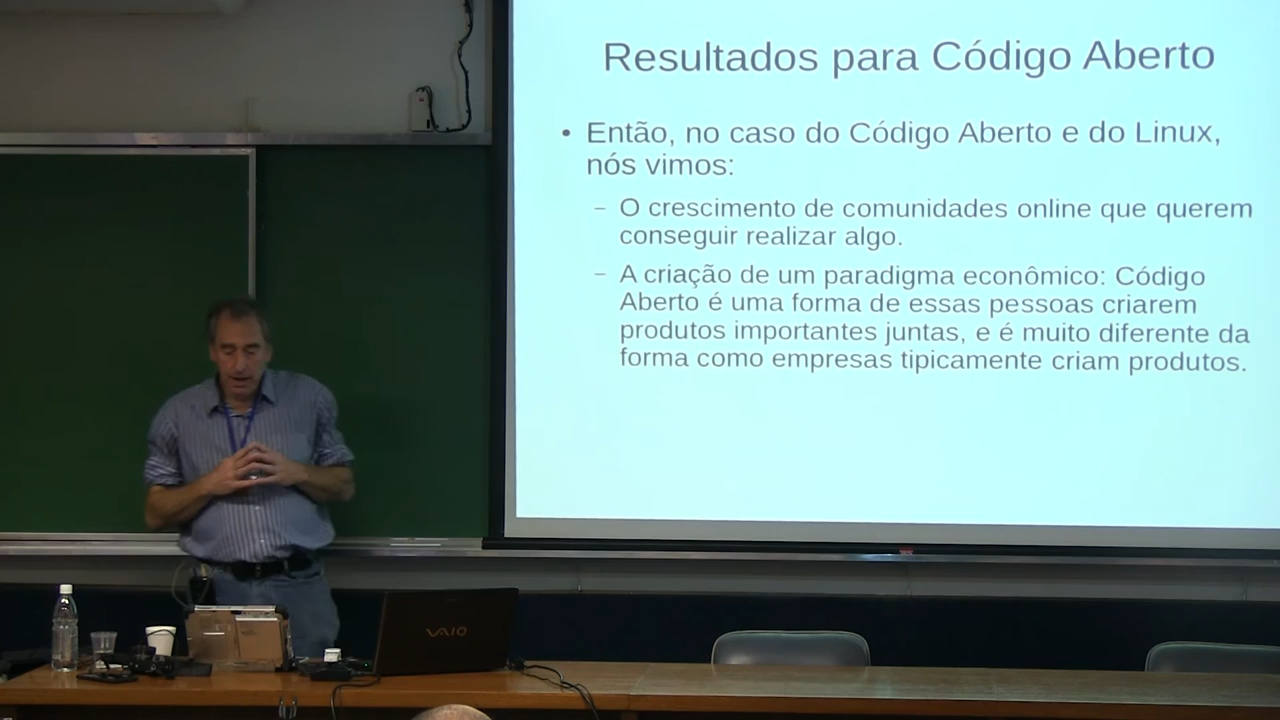 Resultados para Código Aberto
• Então, no caso do Código Aberto e do Linux,
nós vimos:
– O crescimento de comunidades online que querem
conseguir realizar algo.
– A criação de um paradigma econômico: Código
Aberto é uma forma de essas pessoas criarem
produtos importantes juntas, e é muito diferente da
forma como empresas tipicamente criam produtos.
VAIO